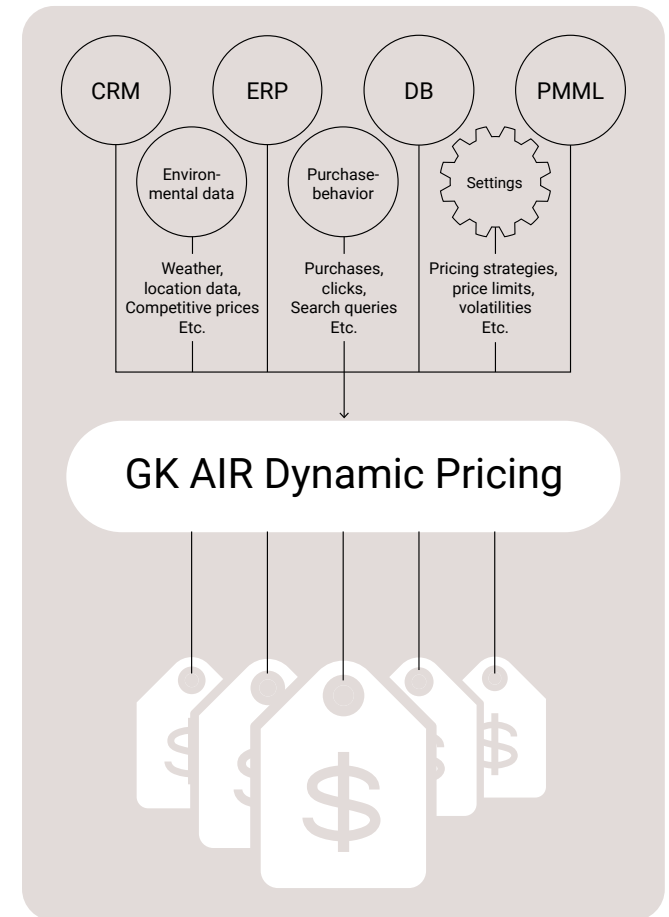 CRM
ERP
DB
PMML
Environ-
mental data
Purchase-
behavior
Settings
Weather,
location data,
Competitive prices
Etc.
Purchases,
clicks,
Search queries
Etc.
Pricing strategies,
price limits,
volatilities
Etc.
GK AIR Dynamic Pricing
$
$
$
$
$